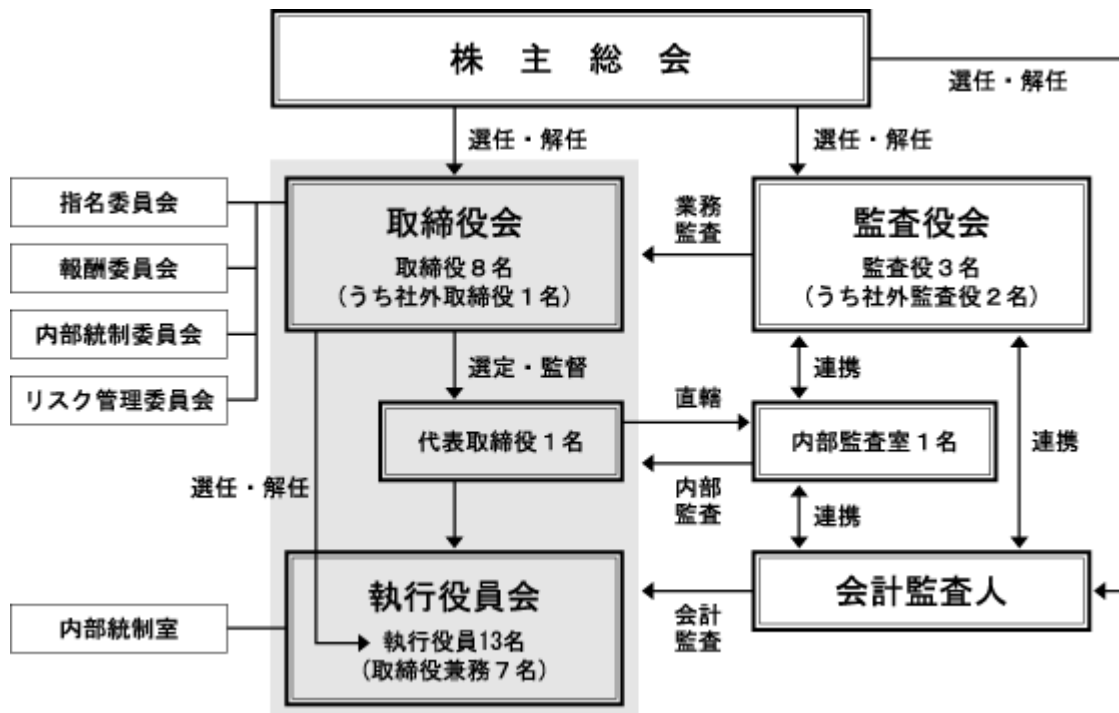 株主総会
選任・解任
選任・解任
選任・解任
指名委員会
報酬委員会
内部統制委員会
リスク管理委員会
取締役会
取締役8名
(うち社外取締役1名)
業務
監査
監査役会
監査役3名
(うち社外監査役2名)
選定・監督
連携
代表取締役1名
直轄
内部監査室1名
連携
選任・解任
内部
監査
連携
執行役員会
執行役員13名
(取締役兼務7名)
会計
監査
会計監査人
内部統制室